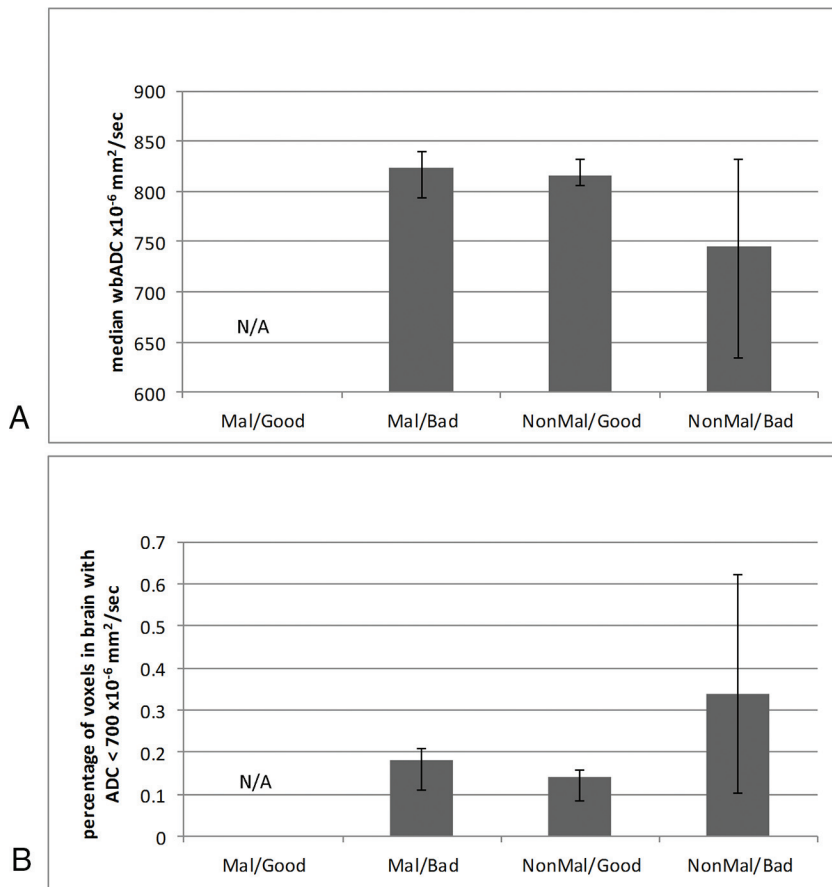 900
850
800
750
700
650
600
median wbADC x10⁻⁶ mm²/sec
N/A
Mal/Good Mal/Bad NonMal/Good NonMal/Bad
A
0.7
0.6
0.5
0.4
0.3
0.2
0.1
0
percentage of voxels in brain with
ADC < 700 x10⁻⁶ mm²/sec
N/A
Mal/Good Mal/Bad NonMal/Good NonMal/Bad
B